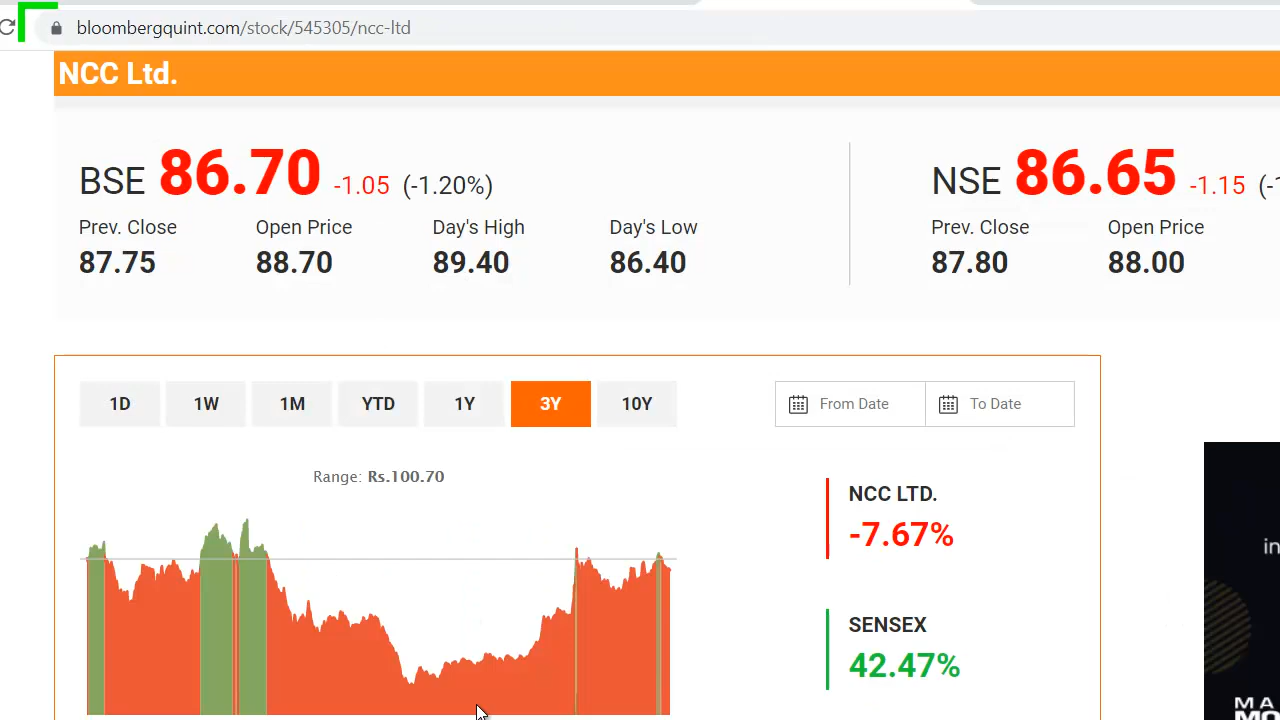 bloombergquint.com/stock/545305/ncc-ltd
NCC Ltd.
BSE 86.70 -1.05 (-1.20%)
Prev. Close Open Price Day's High Day's Low
87.75 88.70 89.40 86.40
NSE 86.65 -1.15
Prev. Close Open Price
87.80 88.00
1D 1W 1M YTD 1Y 3Y 10Y
From Date To Date
Range: Rs.100.70
NCC LTD.
-7.67%
SENSEX
42.47%
in
MA